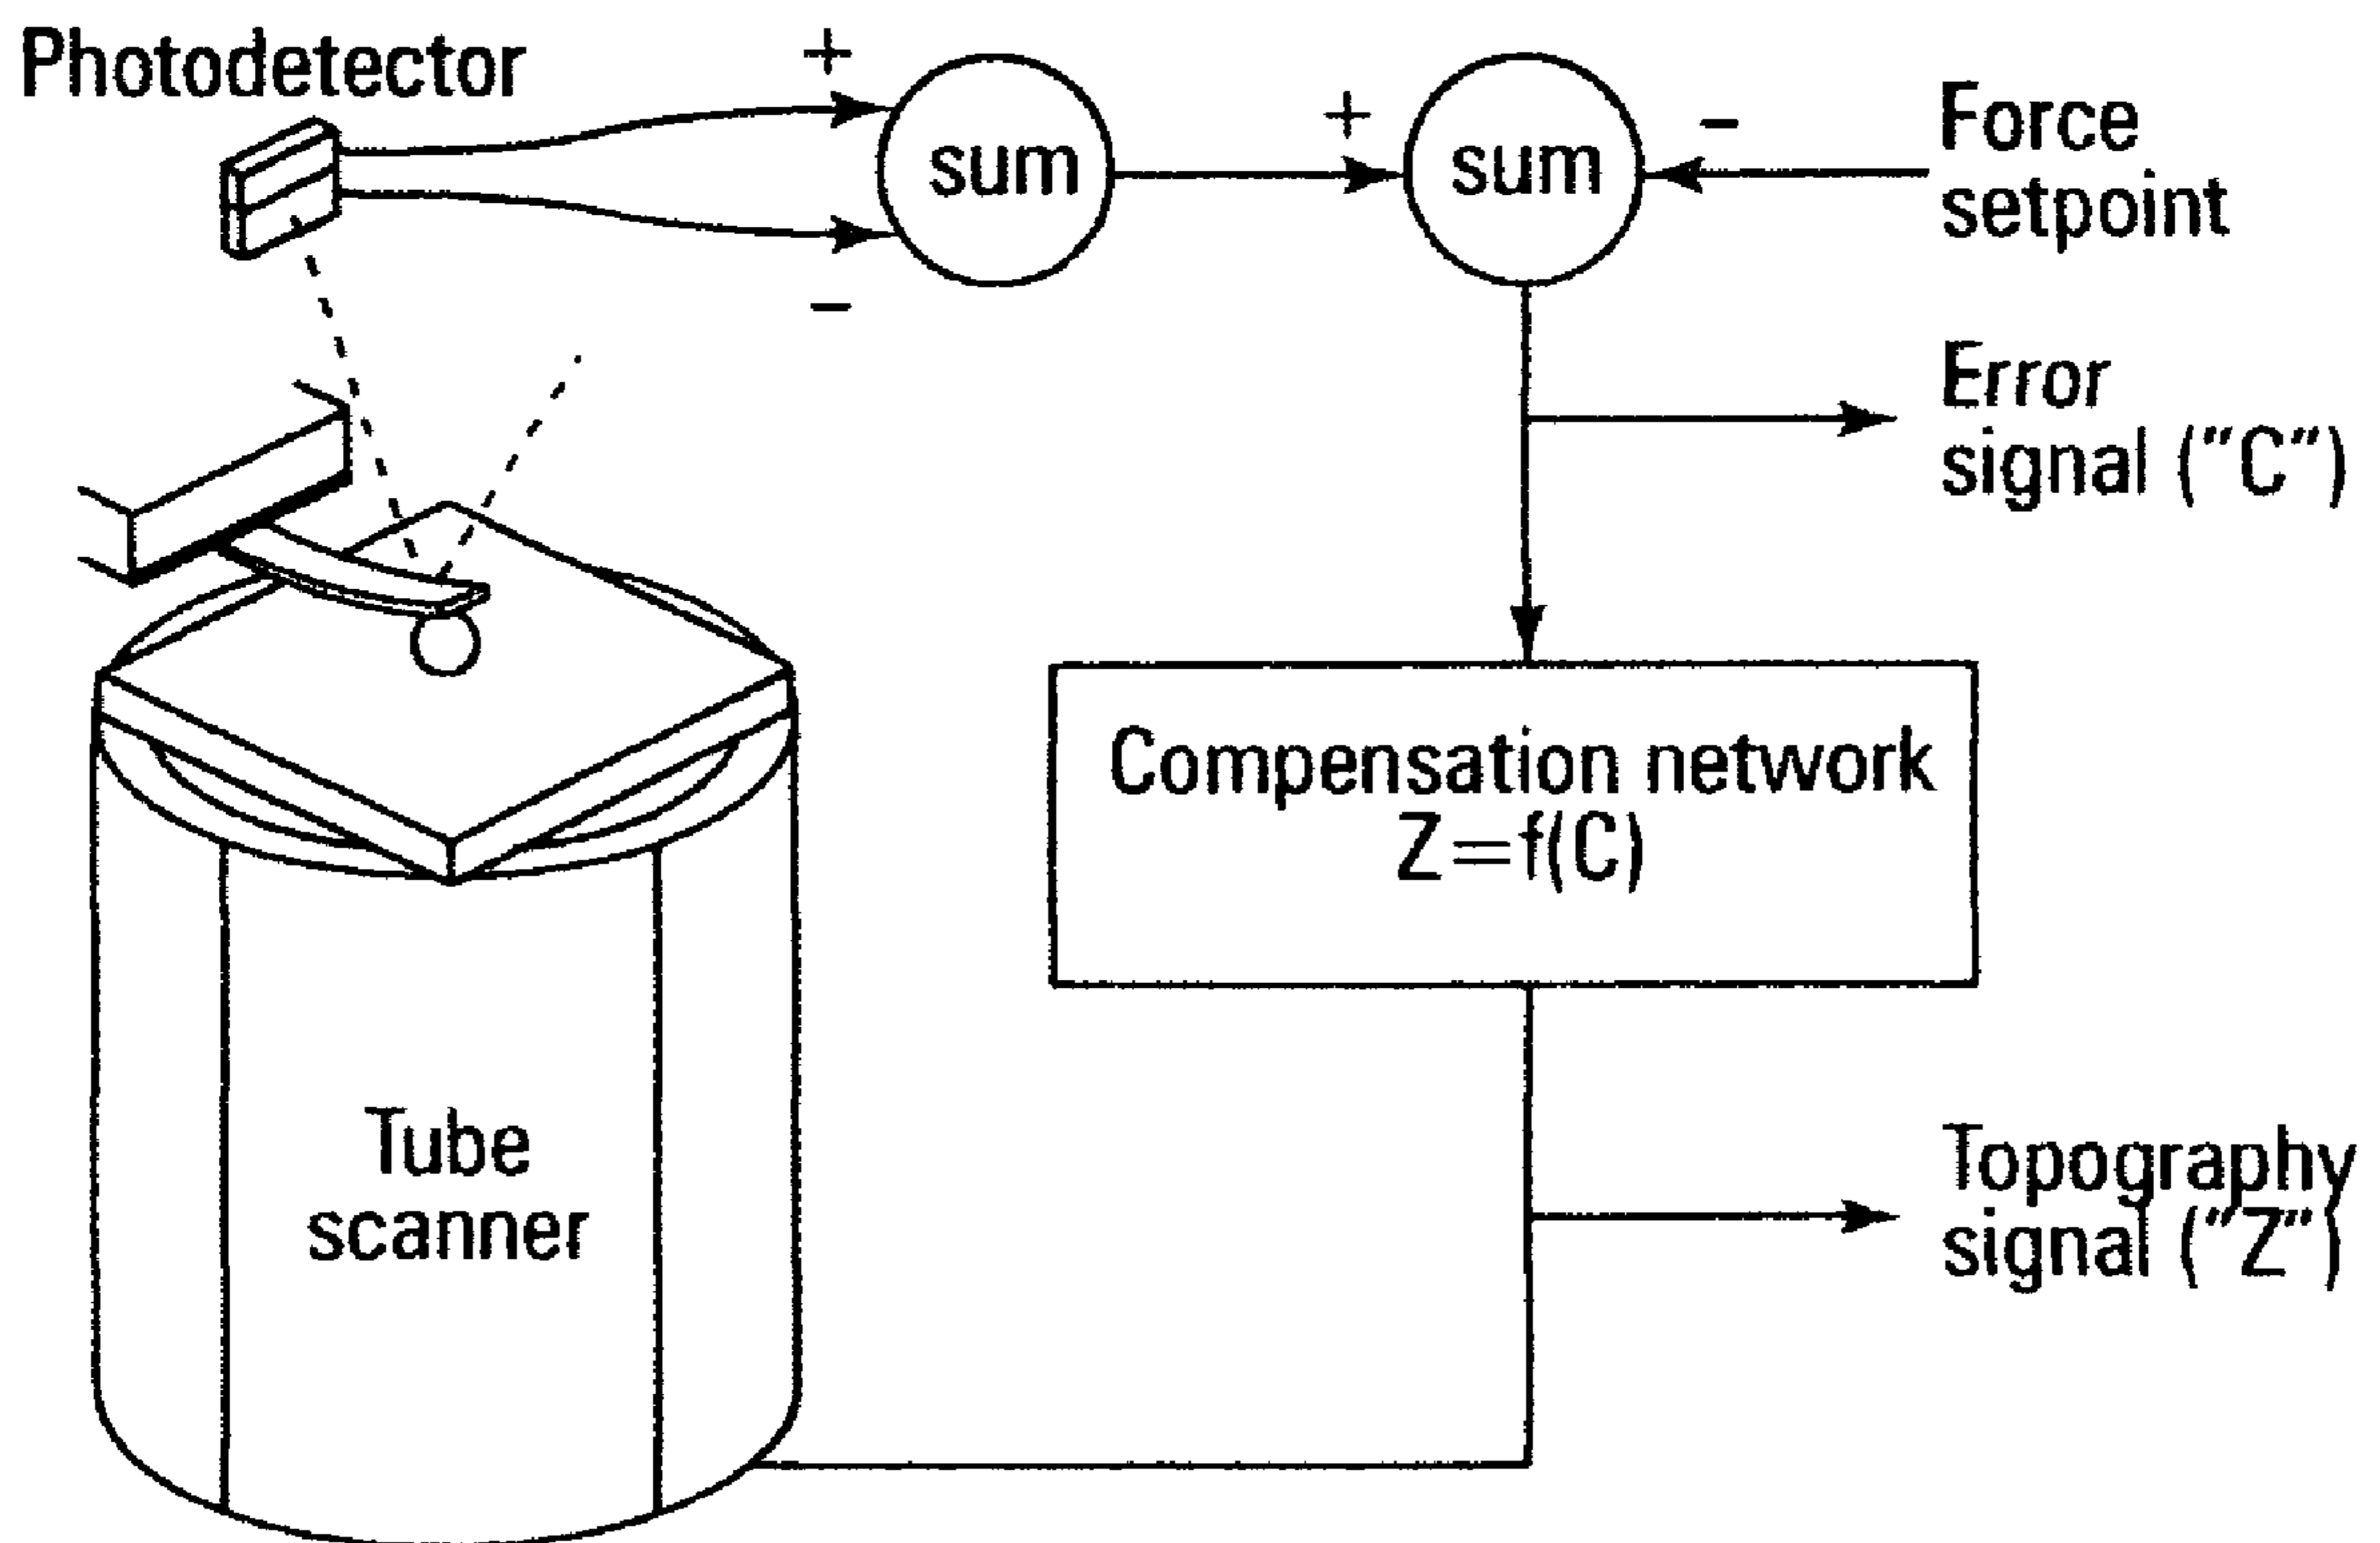 Photodetector
+
−
sum
+
sum
−
Force
setpoint
Error
signal ("C")
Compensation network
Z=f(C)
Tube
scanner
Topography
signal ("Z")